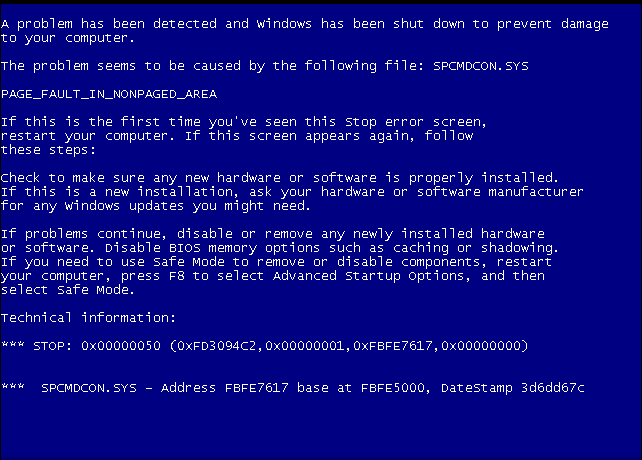 A problem has been detected and Windows has been shut down to prevent damage
to your computer.
The problem seems to be caused by the following file: SPCMDCON.SYS
PAGE_FAULT_IN_NONPAGED_AREA
If this is the first time you've seen this Stop error screen,
restart your computer. If this screen appears again, follow
these steps:
Check to make sure any new hardware or software is properly installed.
If this is a new installation, ask your hardware or software manufacturer
for any Windows updates you might need.
If problems continue, disable or remove any newly installed hardware
or software. Disable BIOS memory options such as caching or shadowing.
If you need to use Safe Mode to remove or disable components, restart
your computer, press F8 to select Advanced Startup Options, and then
select Safe Mode.
Technical information:
*** STOP: 0x00000050 (0xFD3094C2,0x00000001,0xFBFE7617,0x00000000)
***  SPCMDCON.SYS - Address FBFE7617 base at FBFE5000, DateStamp 3d6dd67c